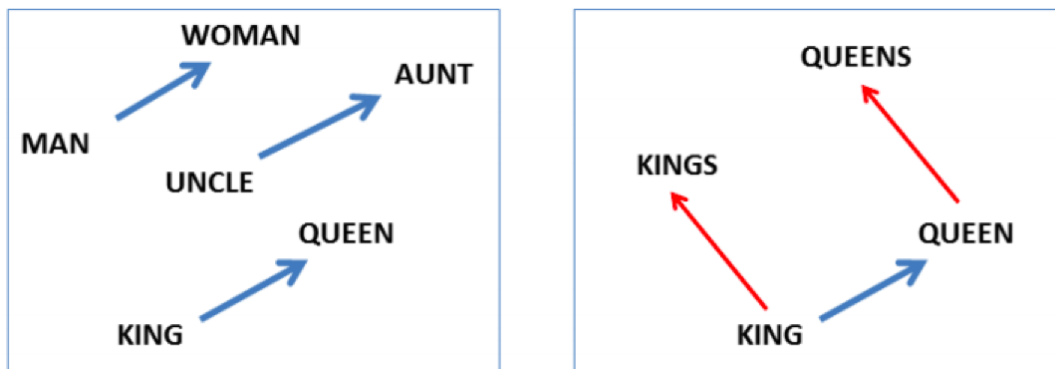 WOMAN
AUNT
MAN
UNCLE
QUEEN
KING
QUEENS
KINGS
QUEEN
KING